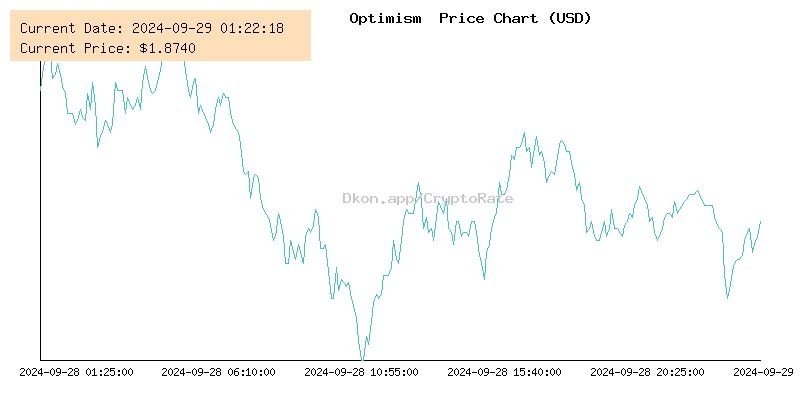 Optimism  Price Chart (USD)
Current Date: 2024-09-29 01:22:18
Current Price: $1.8740
Dkon.app/CryptoRate
2024-09-28 01:25:00 2024-09-28 06:10:00 2024-09-28 10:55:00 2024-09-28 15:40:00 2024-09-28 20:25:00 2024-09-29